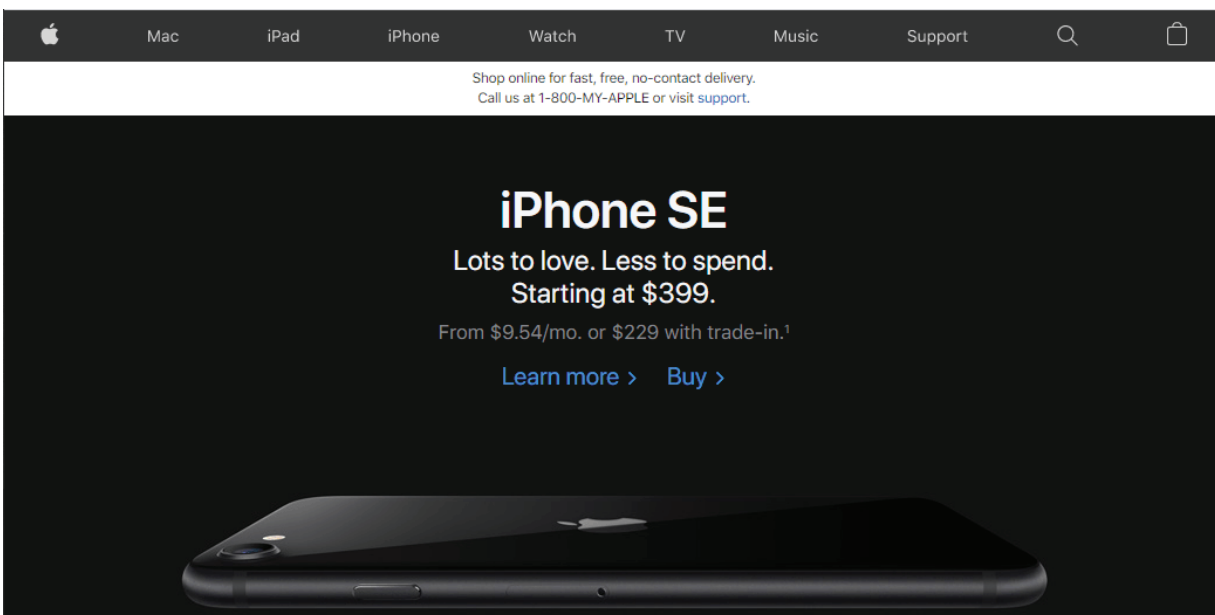 Mac iPad iPhone Watch TV Music Support
Shop online for fast, free, no-contact delivery.
Call us at 1-800-MY-APPLE or visit support.
iPhone SE
Lots to love. Less to spend.
Starting at $399.
From $9.54/mo. or $229 with trade-in.¹
Learn more > Buy >